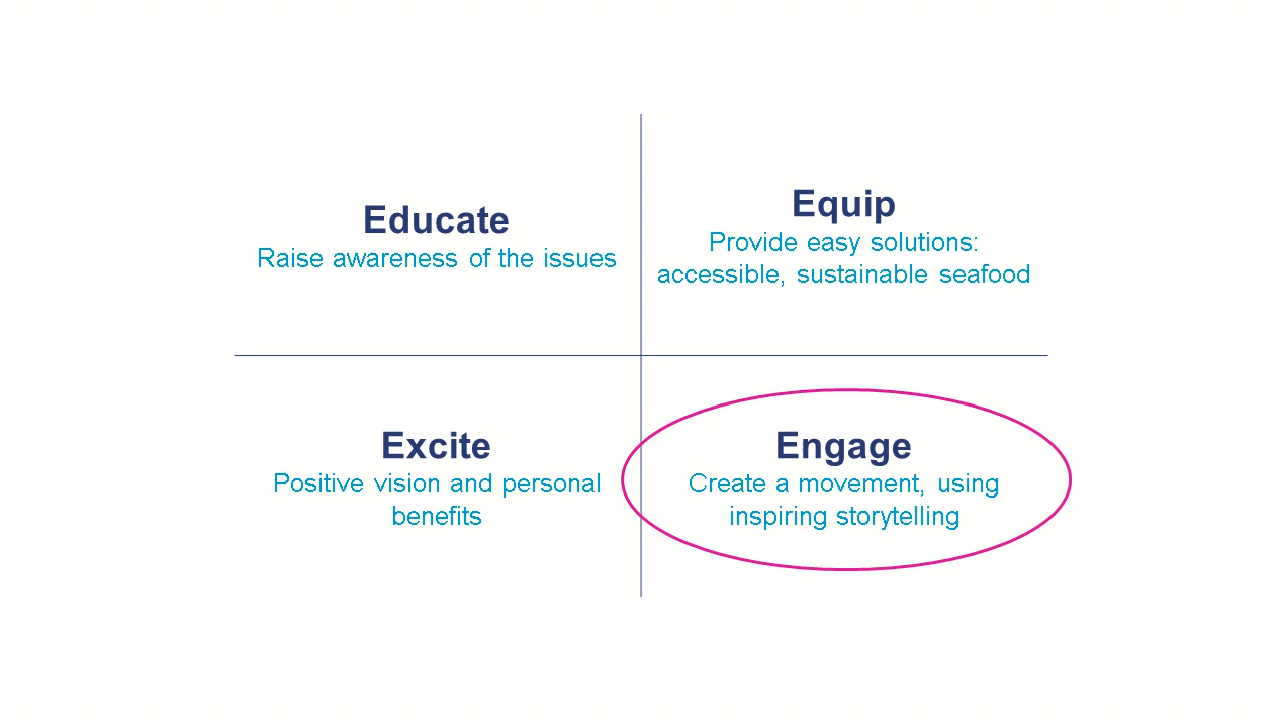 Educate
Raise awareness of the issues
Equip
Provide easy solutions:
accessible, sustainable seafood
Excite
Positive vision and personal
benefits
Engage
Create a movement, using
inspiring storytelling